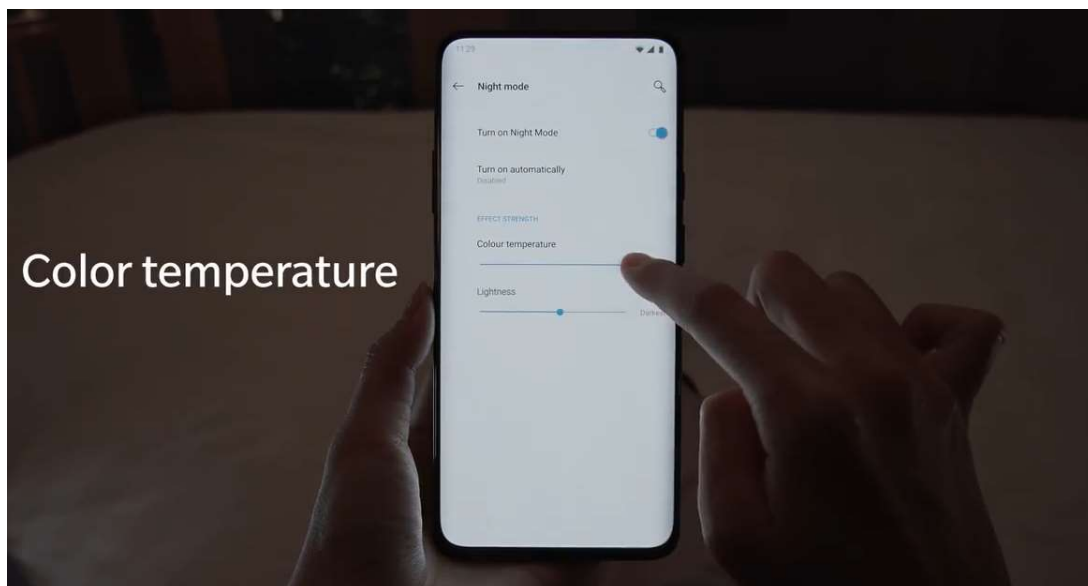 11:29
Night mode
Turn on Night Mode
Turn on automatically
Disabled
EFFECT STRENGTH
Colour temperature
Color temperature
Lightness